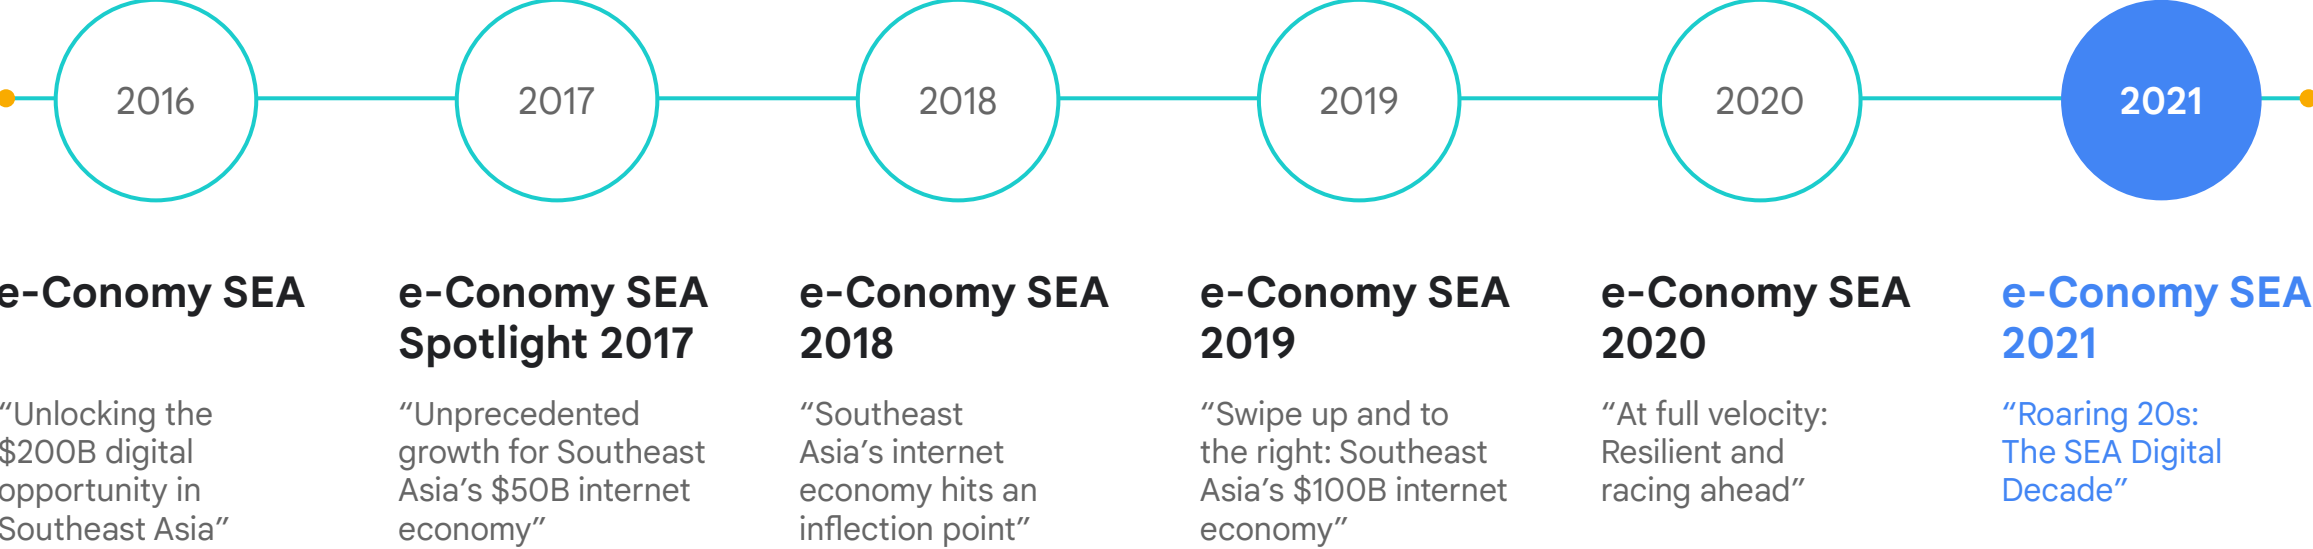 2016
2017
2018
2019
2020
2021
e-Conomy SEA
“Unlocking the
$200B digital
opportunity in
Southeast Asia”
e-Conomy SEA
Spotlight 2017
“Unprecedented
growth for Southeast
Asia’s $50B internet
economy”
e-Conomy SEA
2018
“Southeast
Asia’s internet
economy hits an
inflection point”
e-Conomy SEA
2019
“Swipe up and to
the right: Southeast
Asia’s $100B internet
economy”
e-Conomy SEA
2020
“At full velocity:
Resilient and
racing ahead”
e-Conomy SEA
2021
“Roaring 20s:
The SEA Digital
Decade”